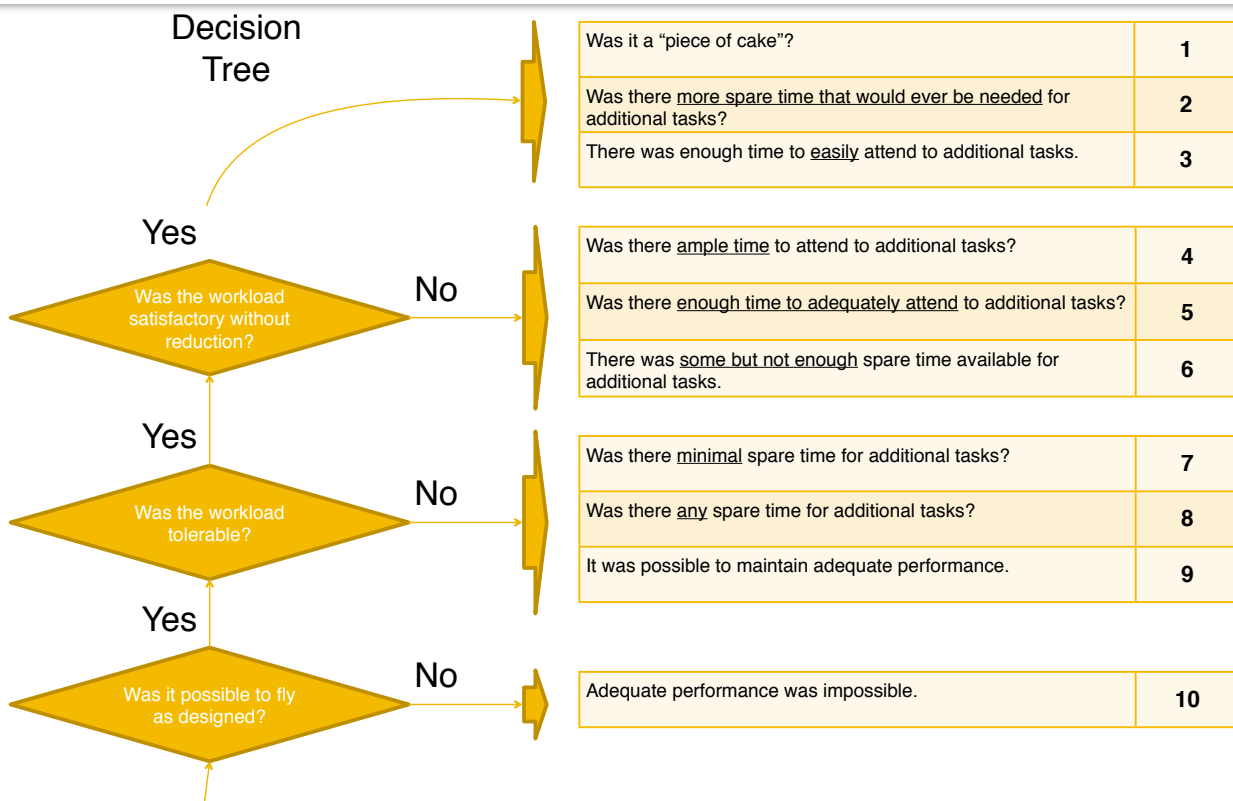 Decision
Tree
Was it a “piece of cake”?
1
Was there more spare time that would ever be needed for
additional tasks?
2
There was enough time to easily attend to additional tasks.
3
Yes
Was the workload
satisfactory without
reduction?
No
Was there ample time to attend to additional tasks?
4
Was there enough time to adequately attend to additional tasks?
5
There was some but not enough spare time available for
additional tasks.
6
Yes
Was the workload
tolerable?
No
Was there minimal spare time for additional tasks?
7
Was there any spare time for additional tasks?
8
It was possible to maintain adequate performance.
9
Yes
Was it possible to fly
as designed?
No
Adequate performance was impossible.
10